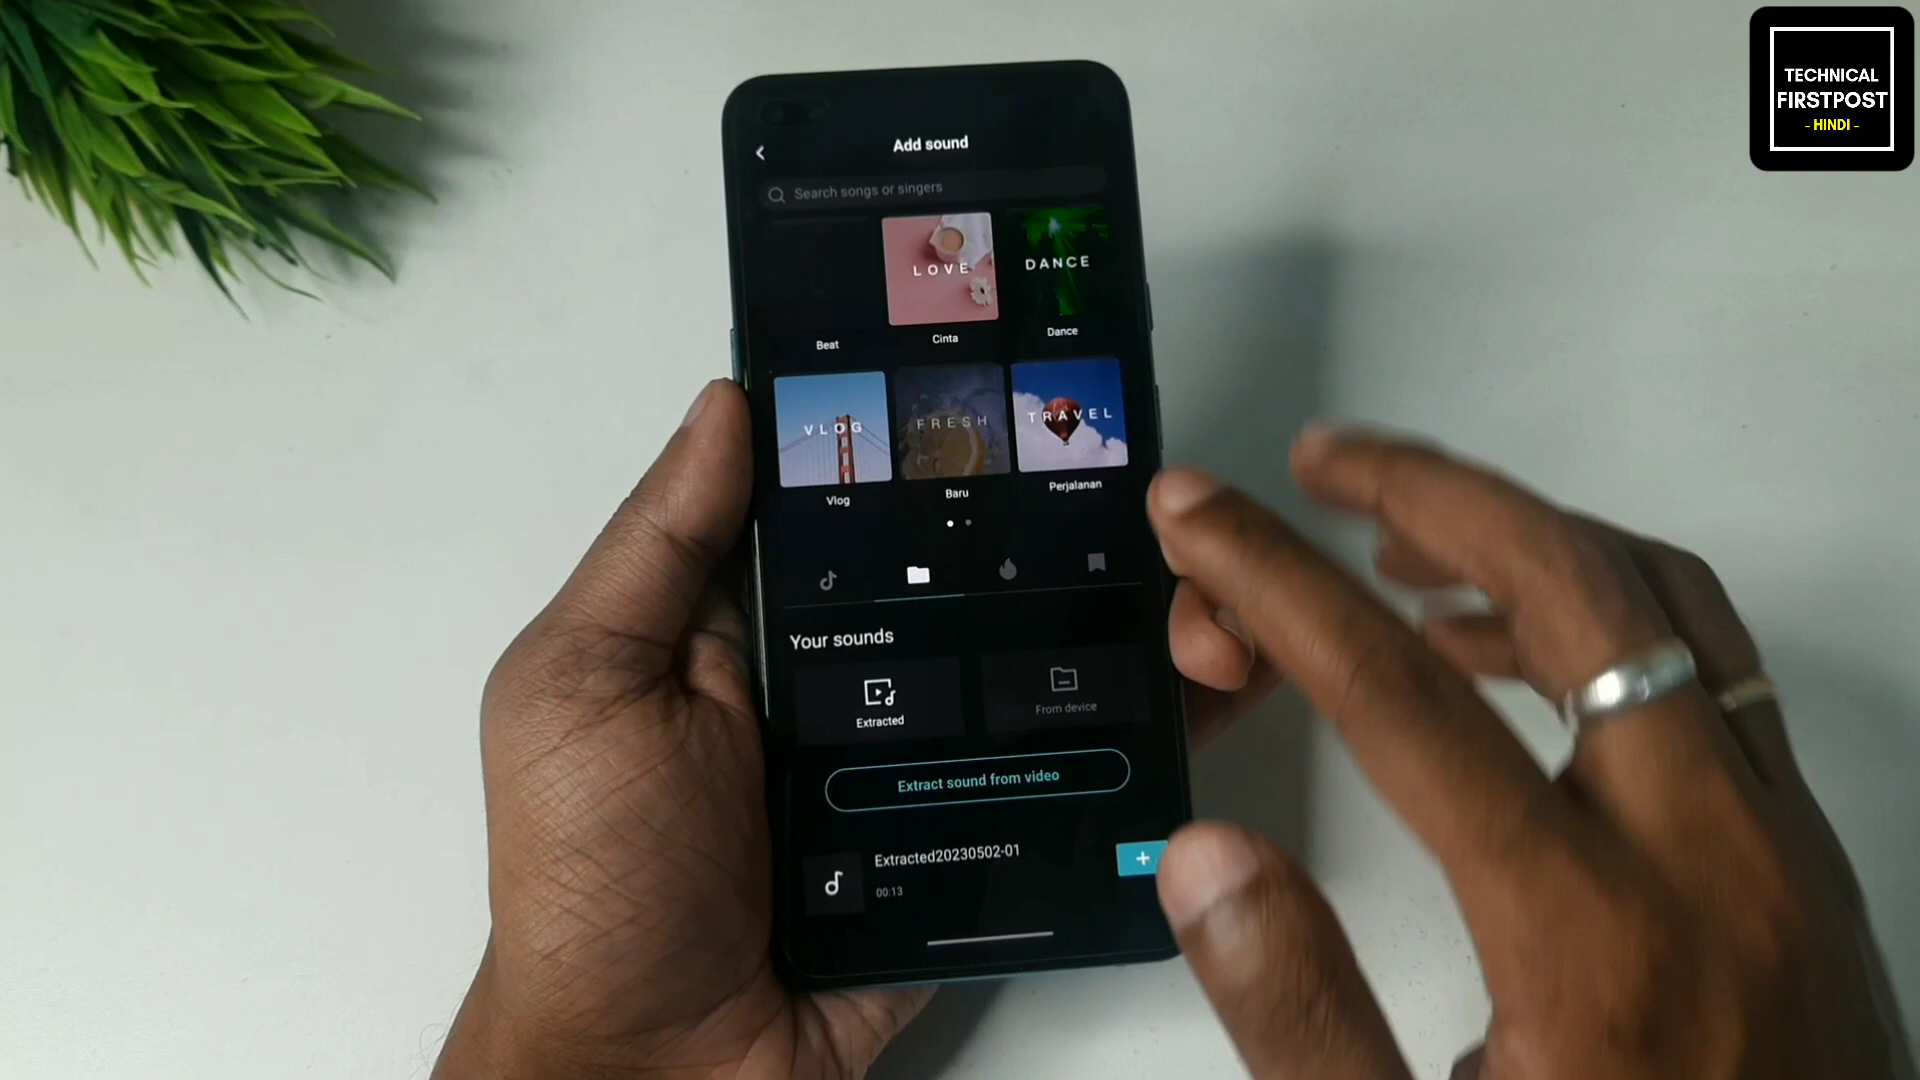 TECHNICAL
FIRSTPOST
- HINDI -
Add sound
Search songs or singers
LOVE
DANCE
Beat
Cinta
Dance
VLOG
FRESH
TRAVEL
Vlog
Baru
Perjalanan
Your sounds
Extracted
From device
Extract sound from video
Extracted20230502-01
00:13